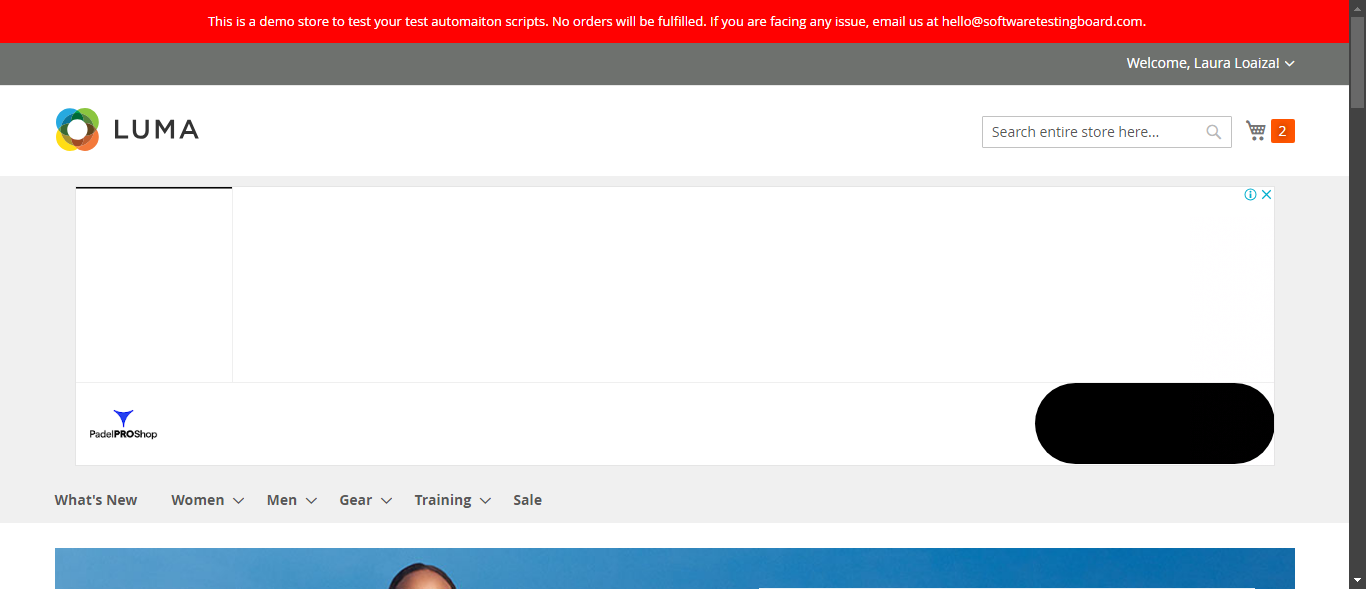 This is a demo store to test your test automaiton scripts. No orders will be fulfilled. If you are facing any issue, email us at hello@softwaretestingboard.com.
Welcome, Laura Loaiza!
LUMA
Search entire store here...
2
PadelPROShop
What's New Women Men Gear Training Sale